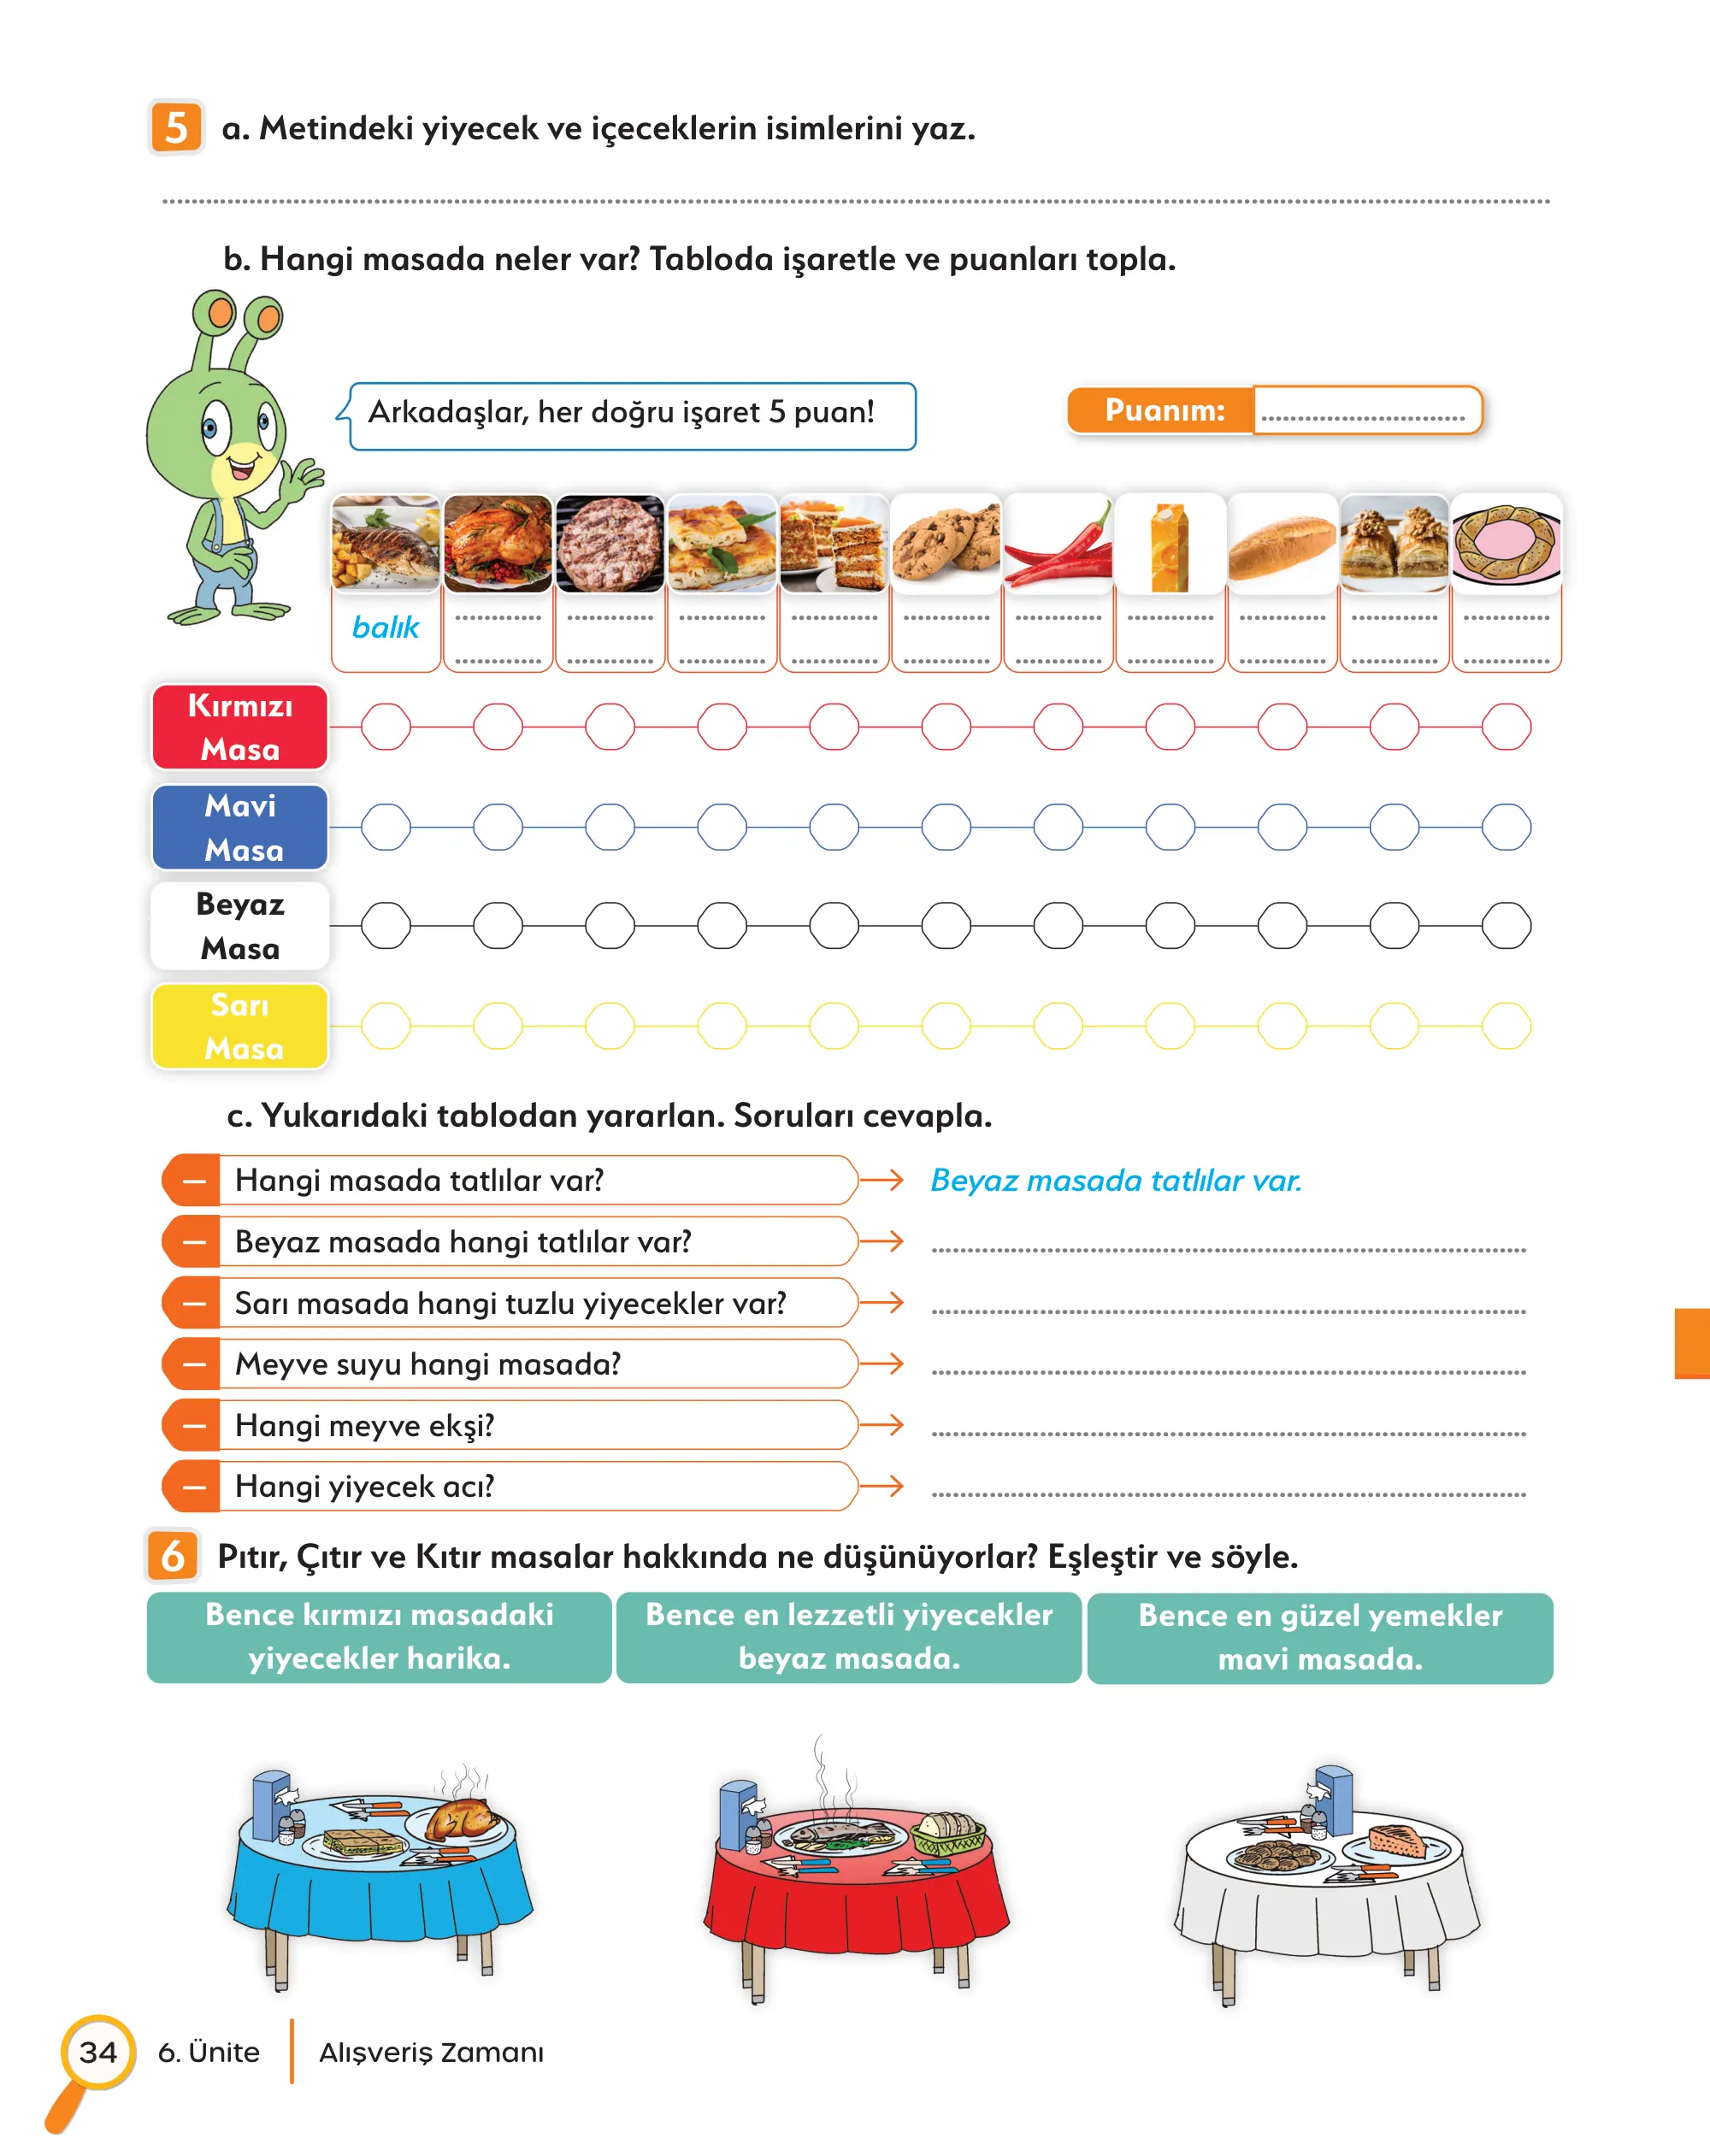 5 a. Metindeki yiyecek ve içeceklerin isimlerini yaz.
b. Hangi masada neler var? Tabloda işaretle ve puanları topla.
Arkadaşlar, her doğru işaret 5 puan!
Puanım:
balık
Kırmızı
Masa
Mavi
Masa
Beyaz
Masa
Sarı
Masa
c. Yukarıdaki tablodan yararlan. Soruları cevapla.
– Hangi masada tatlılar var? Beyaz masada tatlılar var.
– Beyaz masada hangi tatlılar var?
– Sarı masada hangi tuzlu yiyecekler var?
– Meyve suyu hangi masada?
– Hangi meyve ekşi?
– Hangi yiyecek acı?
6 Pıtır, Çıtır ve Kıtır masalar hakkında ne düşünüyorlar? Eşleştir ve söyle.
Bence kırmızı masadaki
yiyecekler harika.
Bence en lezzetli yiyecekler
beyaz masada.
Bence en güzel yemekler
mavi masada.
34 6. Ünite Alışveriş Zamanı